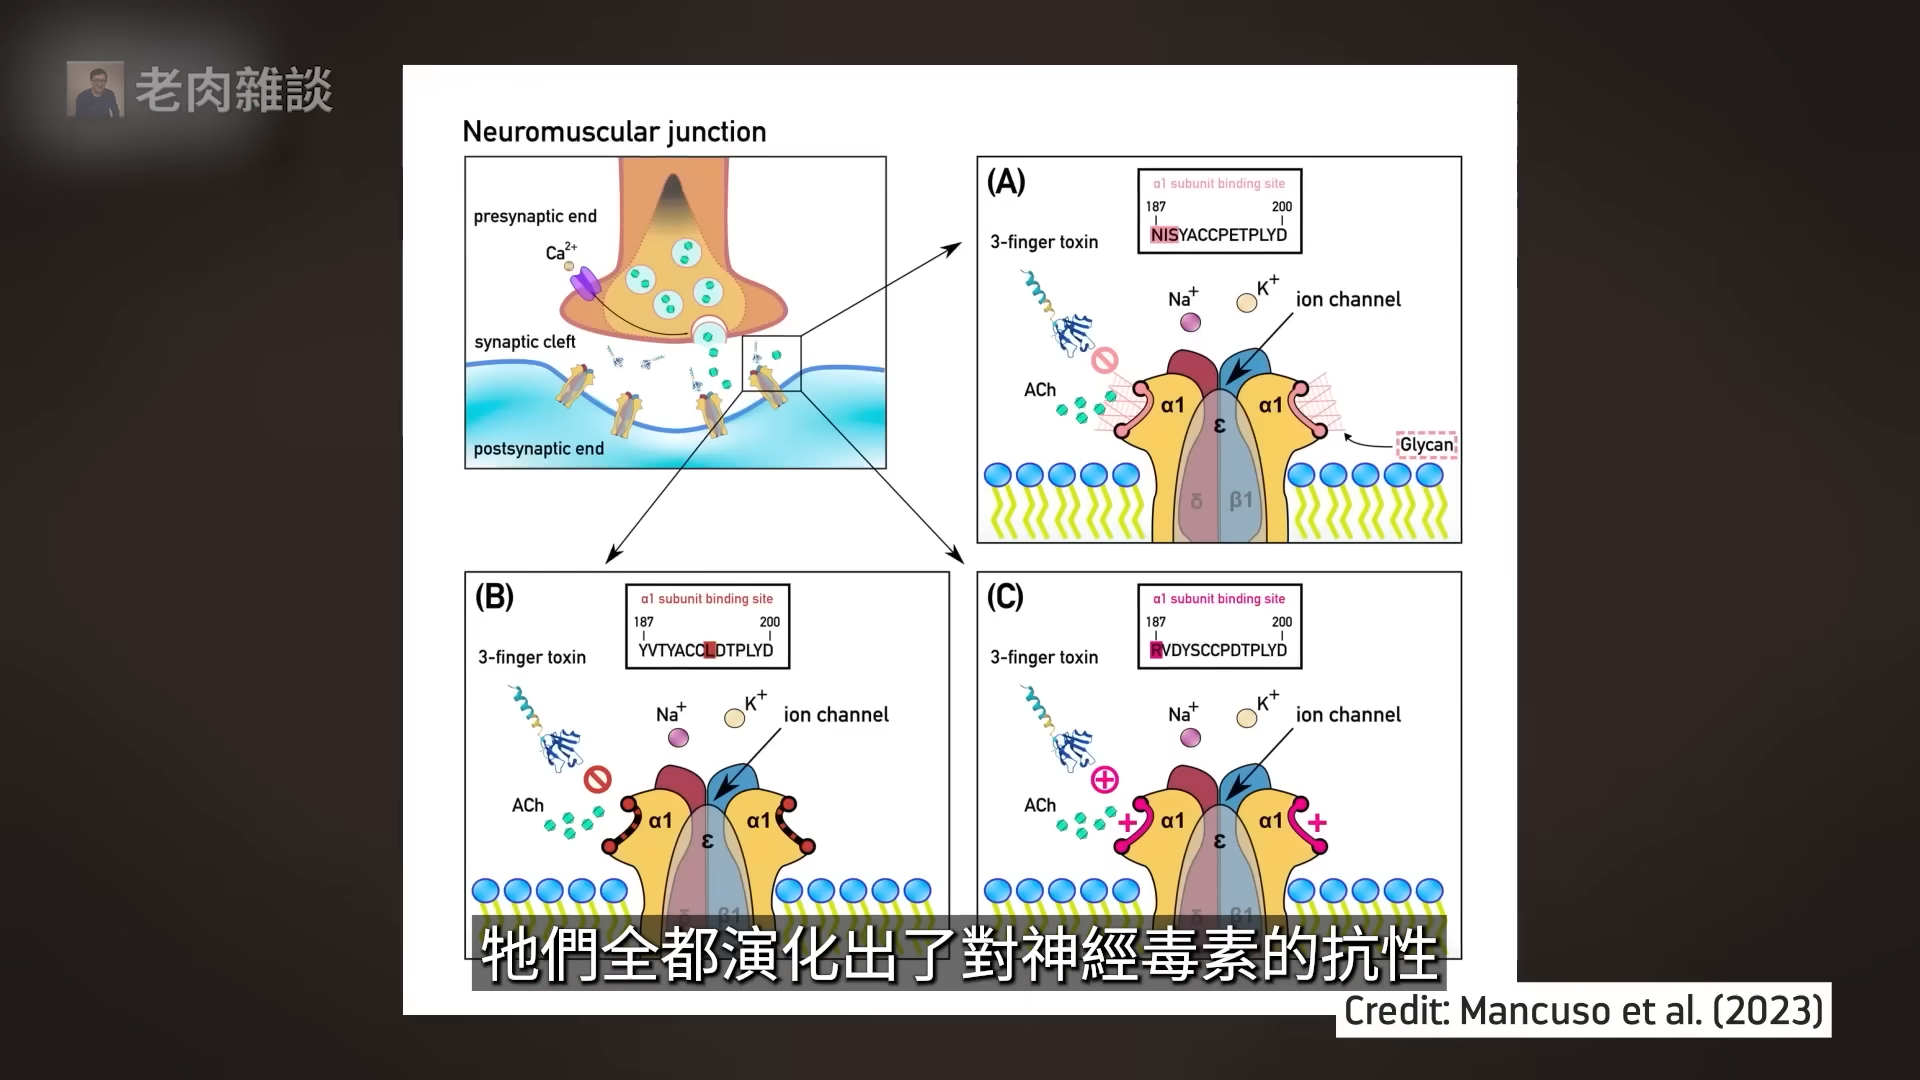 老肉雜談
Neuromuscular junction
presynaptic end
Ca2+
synaptic cleft
postsynaptic end
(A)
α1 subunit binding site
187 200
NISYACCPETPLYD
3-finger toxin
Na+ K+
ion channel
ACh
α1 α1
ε
Glycan
δ β1
(B)
α1 subunit binding site
187 200
YVTYACCLDTPLYD
3-finger toxin
Na+ K+
ion channel
ACh
α1 α1
ε
δ β1
(C)
α1 subunit binding site
187 200
RVDYSCCPDTPLYD
3-finger toxin
Na+ K+
ion channel
ACh
α1 α1
ε
δ β1
牠們全都演化出了對神經毒素的抗性
Credit: Mancuso et al. (2023)